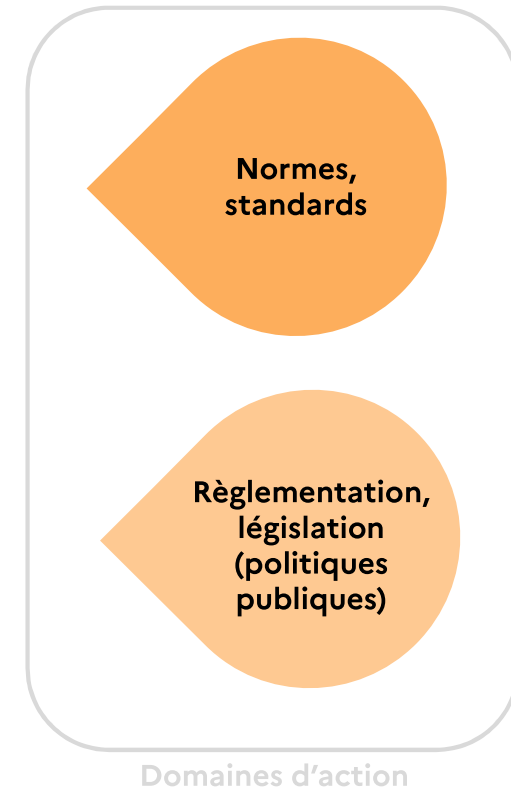 Normes,
standards
Règlementation,
législation
(politiques
publiques)
Domaines d’action